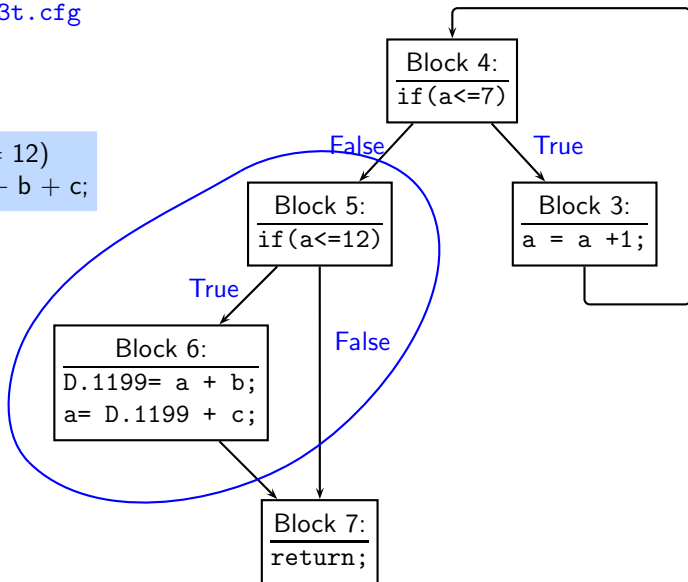 3t.cfg
Block 4:
if(a<=7)
False
True
= 12)
b + c;
Block 5:
if(a<=12)
Block 3:
a = a +1;
True
False
Block 6:
D.1199= a + b;
a= D.1199 + c;
Block 7:
return;